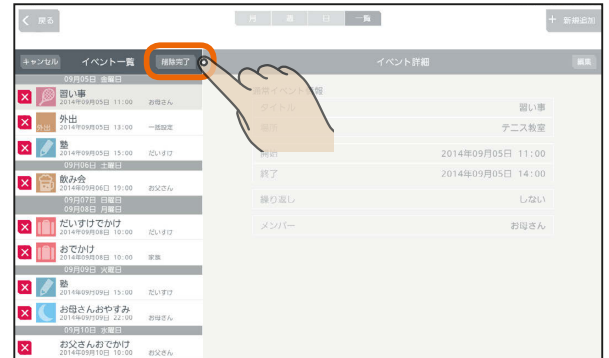 戻る
月 週 日 一覧
+ 新規追加
キャンセル イベント一覧 削除完了
イベント詳細 編集
09月05日 金曜日
習い事
2014年09月05日 11:00 お母さん
外出
外出
2014年09月05日 13:00 一括設定
塾
2014年09月05日 15:00 だいすけ
09月06日 土曜日
飲み会
2014年09月06日 19:00 お父さん
09月07日 日曜日
09月08日 月曜日
だいすけでかけ
2014年09月08日 10:00 だいすけ
おでかけ
2014年09月08日 10:00 家族
09月09日 火曜日
塾
2014年09月09日 15:00 だいすけ
お母さんおやすみ
2014年09月09日 22:00 お母さん
09月10日 水曜日
お父さんおでかけ
2014年09月10日 10:00 お父さん
タイトル 習い事
テニス教室
開始 2014年09月05日 11:00
終了 2014年09月05日 14:00
繰り返し しない
メンバー お母さん